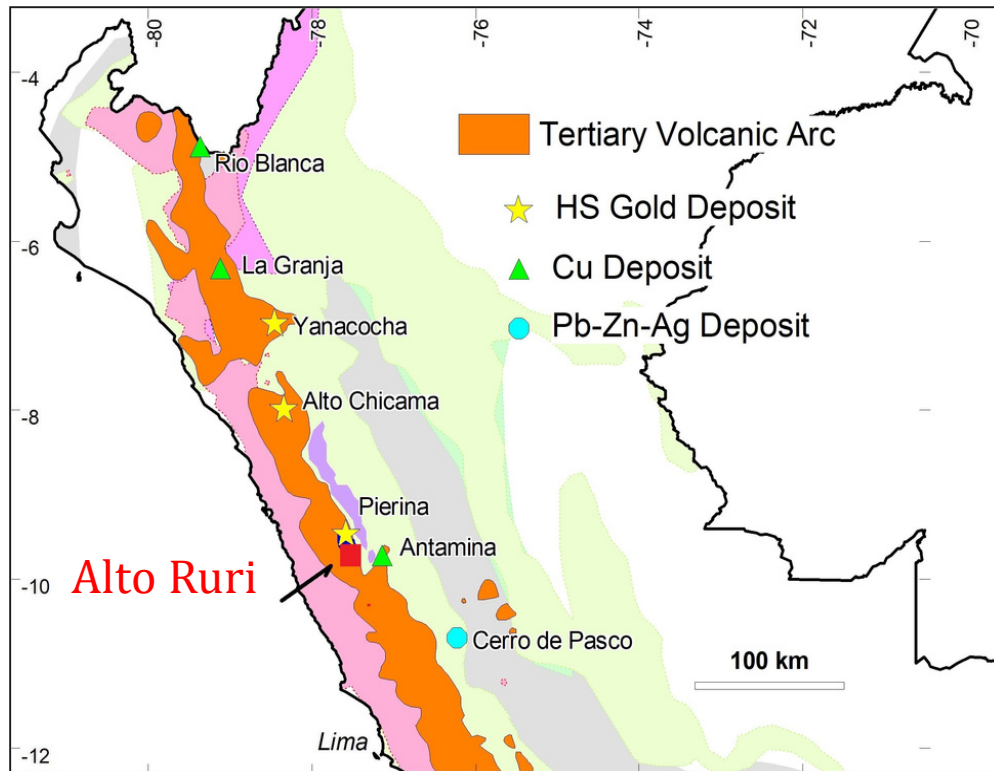 -80
-78
-76
-74
-72
-70
-4
-6
-8
-10
-12
Tertiary Volcanic Arc
HS Gold Deposit
Cu Deposit
Pb-Zn-Ag Deposit
Rio Blanca
La Granja
Yanacocha
Alto Chicama
Pierina
Antamina
Alto Ruri
Cerro de Pasco
100 km
Lima